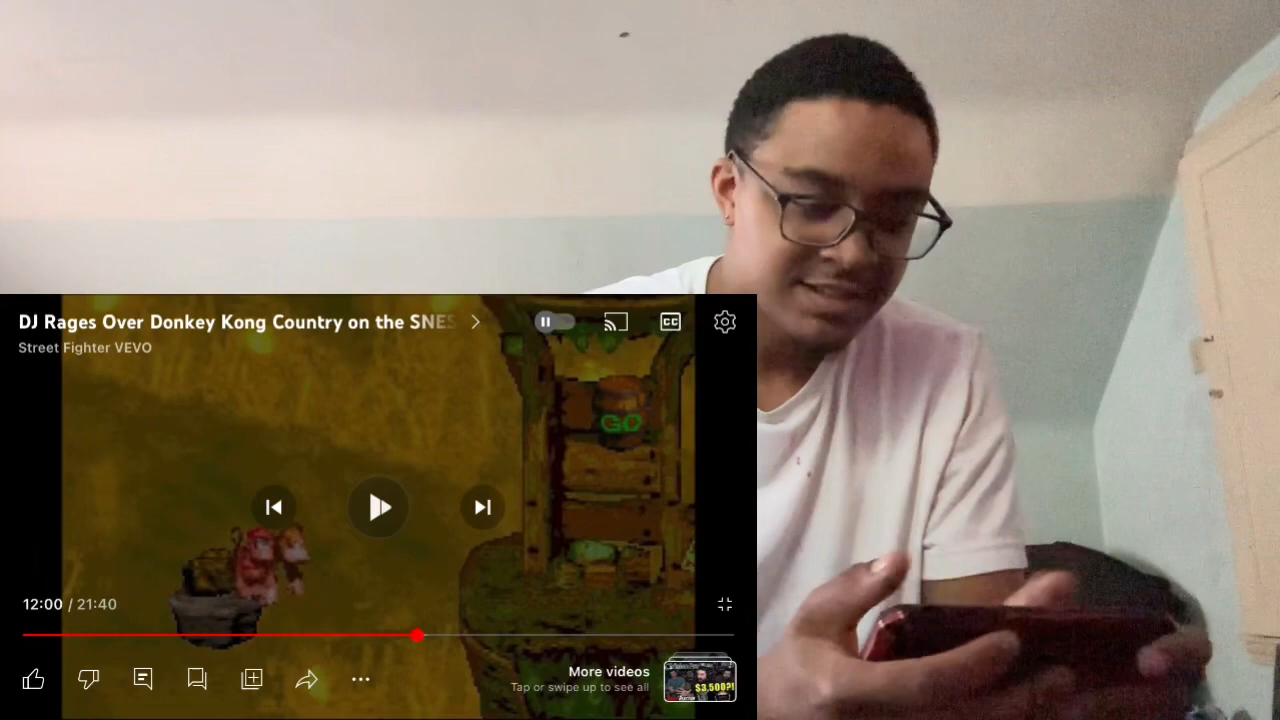 DJ Rages Over Donkey Kong Country on the SNES
CC
Street Fighter VEVO
GO
12:00 / 21:40
More videos
Tap or swipe up to see all
$3,500?!